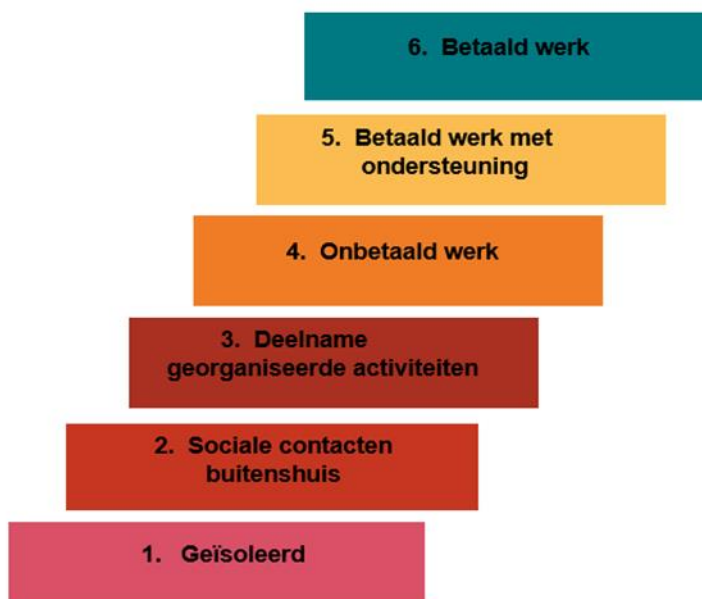 6. Betaald werk
5. Betaald werk met
ondersteuning
4. Onbetaald werk
3. Deelname
georganiseerde activiteiten
2. Sociale contacten
buitenshuis
1. Geïsoleerd